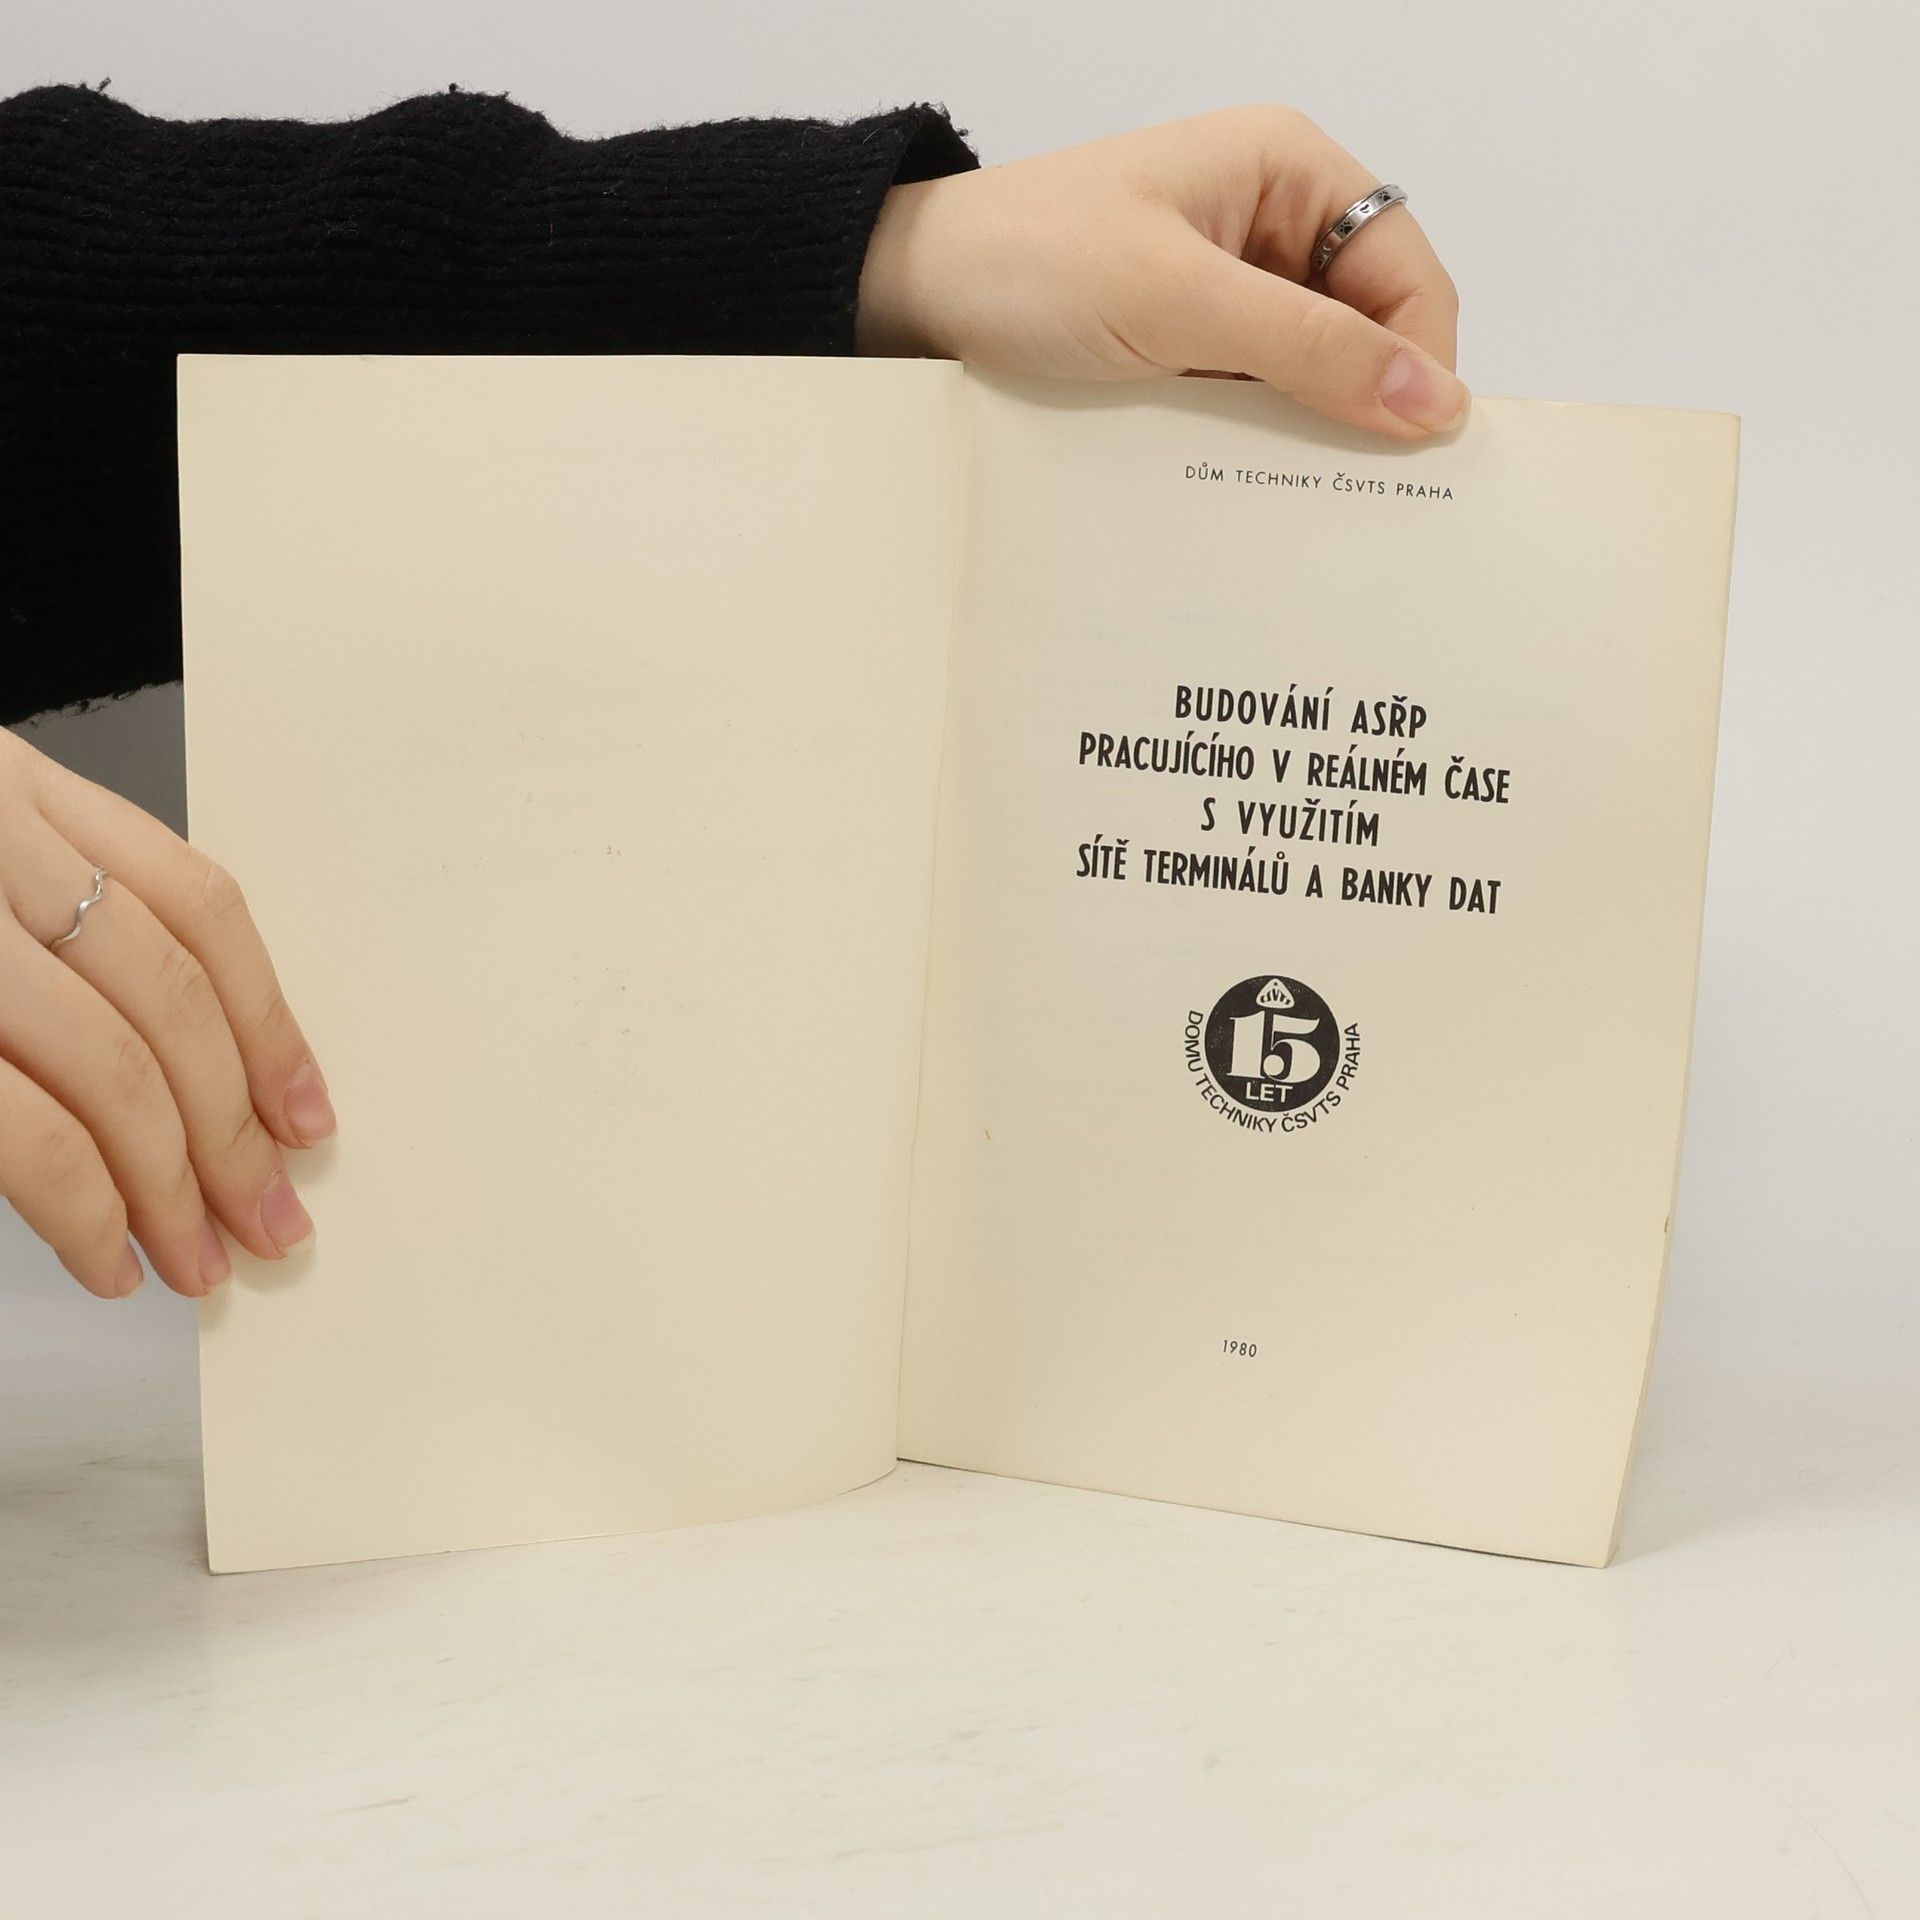 DŮM TECHNIKY ČSVTS PRAHA
BUDOVÁNÍ ASŘP
PRACUJÍCÍHO V REÁLNÉM ČASE
S VYUŽITÍM
SÍTĚ TERMINÁLŮ A BANKY DAT
ČSVTS
15
LET
DOMU TECHNIKY ČSVTS PRAHA
1980